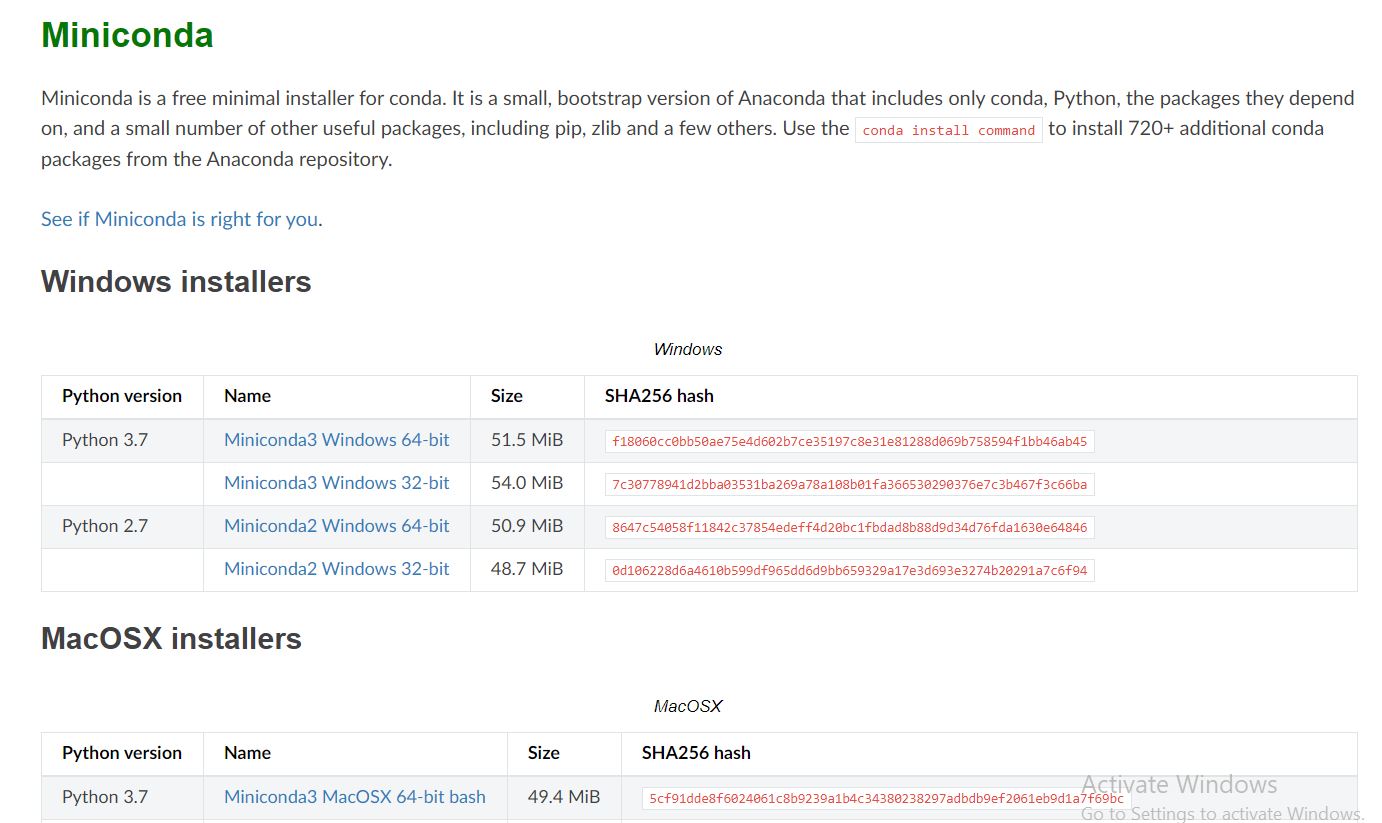 Miniconda
Miniconda is a free minimal installer for conda. It is a small, bootstrap version of Anaconda that includes only conda, Python, the packages they depend
on, and a small number of other useful packages, including pip, zlib and a few others. Use the conda install command to install 720+ additional conda
packages from the Anaconda repository.
See if Miniconda is right for you.
Windows installers
Windows
Python version Name Size SHA256 hash
Python 3.7 Miniconda3 Windows 64-bit 51.5 MiB f18060cc0bb50ae75e4d602b7ce35197c8e31e81288d069b758594f1bb46ab45
Miniconda3 Windows 32-bit 54.0 MiB 7c30778941d2bba03531ba269a78a108b01fa366530290376e7c3b467f3c66ba
Python 2.7 Miniconda2 Windows 64-bit 50.9 MiB 8647c54058f11842c37854edeff4d20bc1fbdad8b88d9d34d76fda1630e64846
Miniconda2 Windows 32-bit 48.7 MiB 0d106228d6a4610b599df965dd6d9bb659329a17e3d693e3274b20291a7c6f94
MacOSX installers
MacOSX
Python version Name Size SHA256 hash
Python 3.7 Miniconda3 MacOSX 64-bit bash 49.4 MiB 5cf91dde8f6024061c8b9239a1b4c34380238297adbdb9ef2061eb9d1a7f69bc
Activate Windows
Go to Settings to activate Windows.